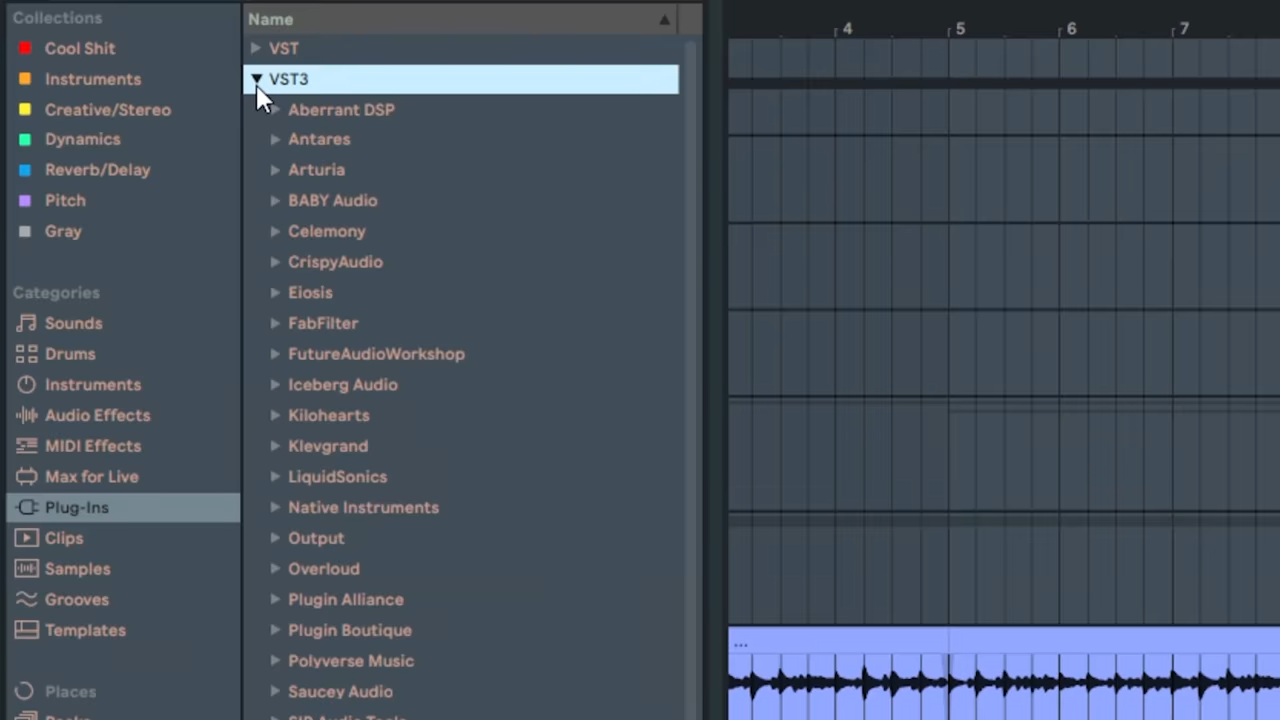 Collections
Cool Shit
Instruments
Creative/Stereo
Dynamics
Reverb/Delay
Pitch
Gray
Categories
Sounds
Drums
Instruments
Audio Effects
MIDI Effects
Max for Live
Plug-Ins
Clips
Samples
Grooves
Templates
Places
Name
VST
VST3
Aberrant DSP
Antares
Arturia
BABY Audio
Celemony
CrispyAudio
Eiosis
FabFilter
FutureAudioWorkshop
Iceberg Audio
Kilohearts
Klevgrand
LiquidSonics
Native Instruments
Output
Overloud
Plugin Alliance
Plugin Boutique
Polyverse Music
Saucey Audio
4 5 6 7
...